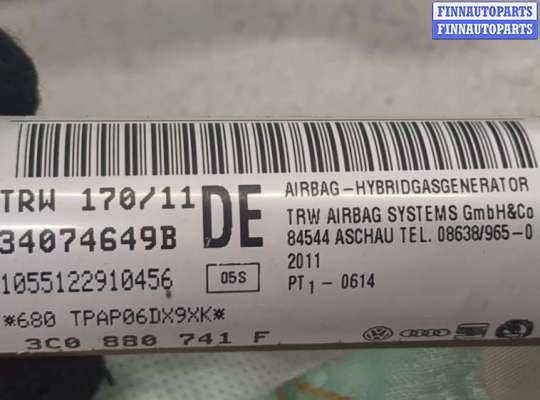 FINNAUTOPARTS
FINNAUTOPARTS
TRW 170/11
34074649B
1055122910456
*680 TPAP06DX9XK*
3C0 880 741 F
DE
05S
AIRBAG-HYBRIDGASGENERATOR
TRW AIRBAG SYSTEMS GmbH&Co
84544 ASCHAU TEL. 08638/965-0
2011
PT1-0614